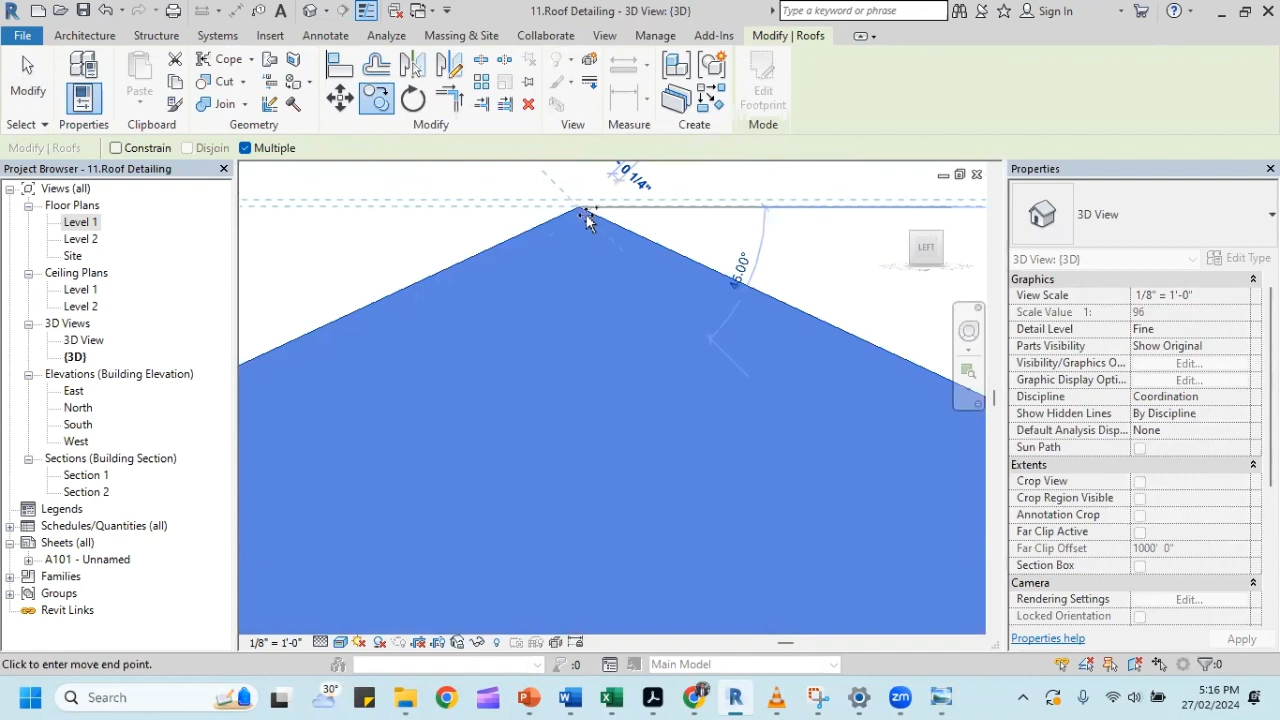 11.Roof Detailing - 3D View: {3D}
Type a keyword or phrase
Sign In
File
Architecture
Structure
Systems
Insert
Annotate
Analyze
Massing & Site
Collaborate
View
Manage
Add-Ins
Modify | Roofs
Cope
Cut
Join
Modify
Paste
Edit
Footprint
Select
Properties
Clipboard
Geometry
Modify
View
Measure
Create
Mode
Modify | Roofs
Constrain
Disjoin
Multiple
Project Browser - 11.Roof Detailing
Views (all)
Floor Plans
Level 1
Level 2
Site
Ceiling Plans
Level 1
Level 2
3D Views
3D View
{3D}
Elevations (Building Elevation)
East
North
South
West
Sections (Building Section)
Section 1
Section 2
Legends
Schedules/Quantities (all)
Sheets (all)
A101 - Unnamed
Families
Groups
Revit Links
0 1/4"
LEFT
Properties
3D View
3D View: {3D}
Edit Type
Graphics
View Scale
1/8" = 1'-0"
Scale Value 1:
96
Detail Level
Fine
Parts Visibility
Show Original
Visibility/Graphics O...
Edit...
Graphic Display Opti...
Edit...
Discipline
Coordination
Show Hidden Lines
By Discipline
Default Analysis Disp...
None
Sun Path
Extents
Crop View
Crop Region Visible
Annotation Crop
Far Clip Active
Far Clip Offset
1000' 0"
Section Box
Camera
Rendering Settings
Edit...
Locked Orientation
Properties help
Apply
1/8" = 1'-0"
Click to enter move end point.
:0
Main Model
:0
Search
30°
5:16 PM
27/02/2024